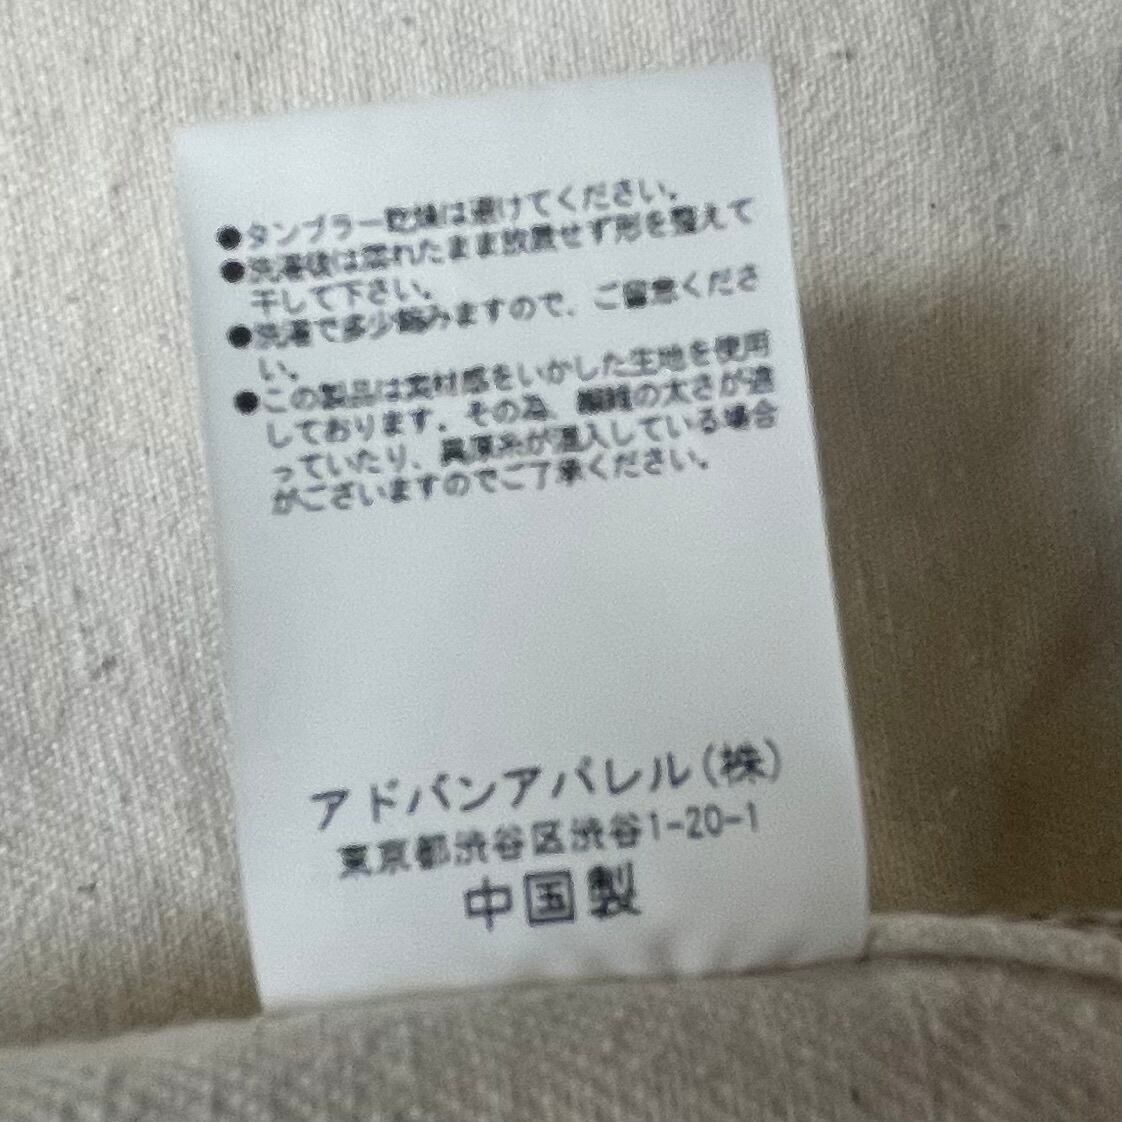 ●タンブラー乾燥は避けてください。
●洗濯後は濡れたまま放置せず形を整えて
干して下さい。
●洗濯で多少縮みますので、ご留意くださ
い。
●この製品は素材感をいかした生地を使用
しております。その為、繊維の太さが違
っていたり、異原糸が混入している場合
がございますのでご了承ください。
アドバンアパレル(株)
東京都渋谷区渋谷1-20-1
中国製